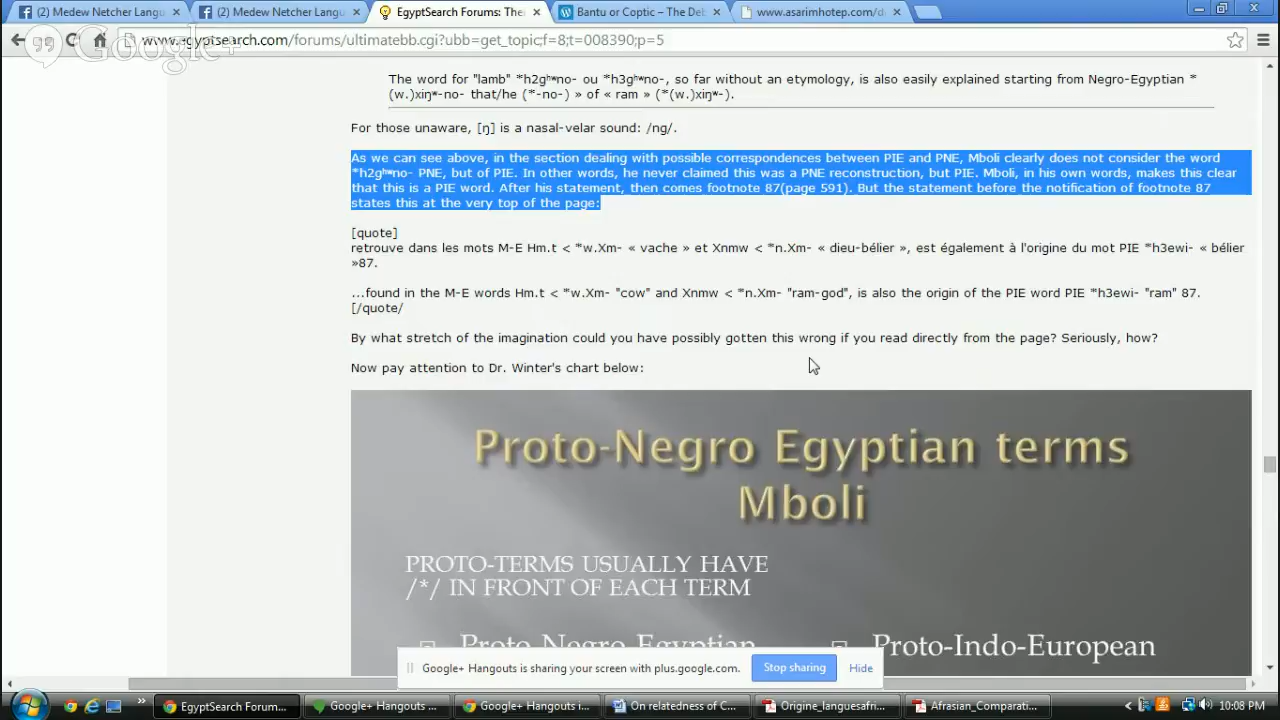 (2) Medew Netcher Langu
(2) Medew Netcher Langu
EgyptSearch Forums: The
Bantu or Coptic – The Deb
www.asarimhotep.com/d
www.egyptsearch.com/forums/ultimatebb.cgi?ubb=get_topic;f=8;t=008390;p=5
Google+
The word for "lamb" *h2gʰʷno- ou *h3gʰʷno-, so far without an etymology, is also easily explained starting from Negro-Egyptian *
(w.)xiŋʷ-no- that/he (*-no-) » of « ram » (*(w.)xiŋʷ-).
For those unaware, [ŋ] is a nasal-velar sound: /ng/.
As we can see above, in the section dealing with possible correspondences between PIE and PNE, Mboli clearly does not consider the word
*h2gʰʷno- PNE, but of PIE. In other words, he never claimed this was a PNE reconstruction, but PIE. Mboli, in his own words, makes this clear
that this is a PIE word. After his statement, then comes footnote 87(page 591). But the statement before the notification of footnote 87
states this at the very top of the page:
[quote]
retrouve dans les mots M-E Hm.t < *w.Xm- « vache » et Xnmw < *n.Xm- « dieu-bélier », est également à l'origine du mot PIE *h3ewi- « bélier
»87.
...found in the M-E words Hm.t < *w.Xm- "cow" and Xnmw < *n.Xm- "ram-god", is also the origin of the PIE word PIE *h3ewi- "ram" 87.
[/quote/
By what stretch of the imagination could you have possibly gotten this wrong if you read directly from the page? Seriously, how?
Now pay attention to Dr. Winter's chart below:
Proto-Negro Egyptian terms
Mboli
PROTO-TERMS USUALLY HAVE
/*/ IN FRONT OF EACH TERM
Proto-Negro-Egyptian
Proto-Indo-European
Google+ Hangouts is sharing your screen with plus.google.com.
Stop sharing
Hide
EgyptSearch Forum...
Google+ Hangouts ...
Google+ Hangouts i...
On relatedness of C...
Origine_languesafri...
Afrasian_Comparati...
10:08 PM